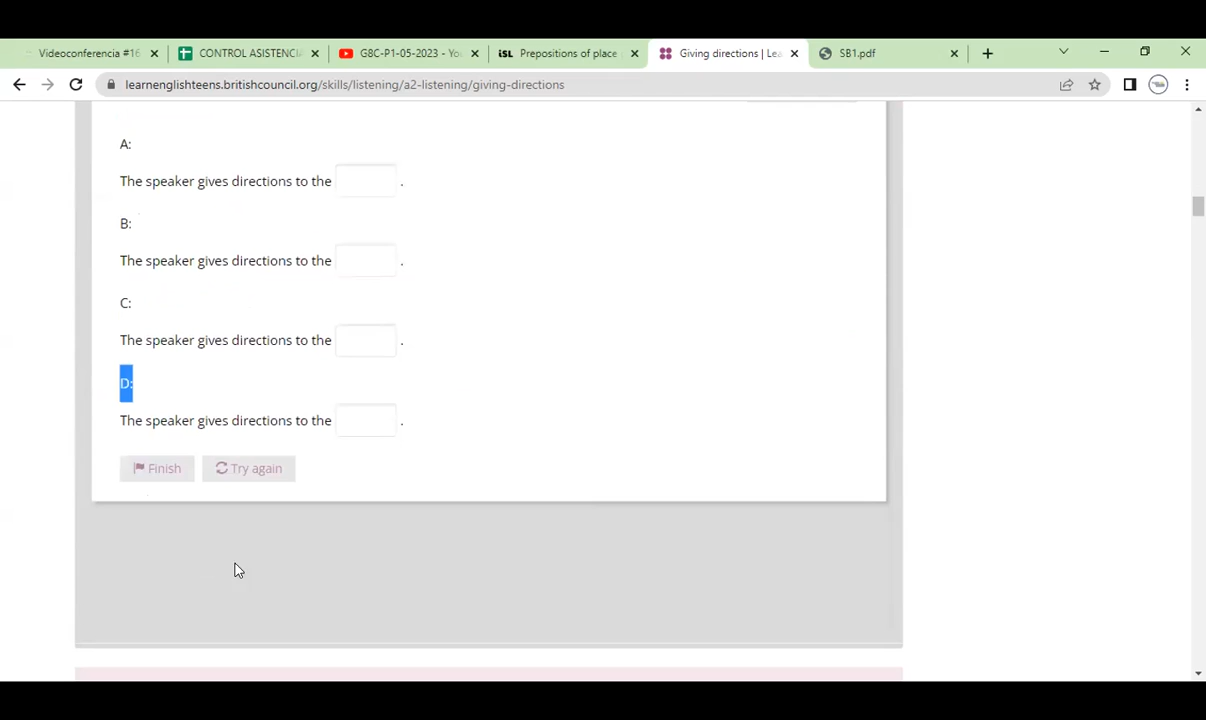 Videoconferencia #16
CONTROL ASISTENCI
G8C-P1-05-2023 - Yo
iSL Prepositions of place
Giving directions | Lea
SB1.pdf
learnenglishteens.britishcouncil.org/skills/listening/a2-listening/giving-directions
A:
The speaker gives directions to the .
B:
The speaker gives directions to the .
C:
The speaker gives directions to the .
D:
The speaker gives directions to the .
Finish Try again